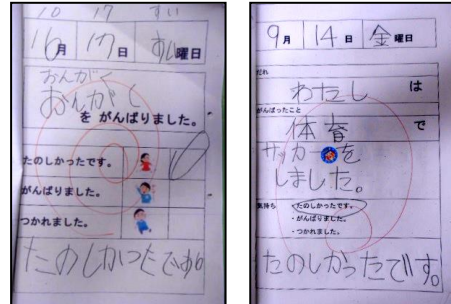 10 17 すい
10月 17日 すい曜日
おんがく
おんがく
を がんばりました。
たのしかったです。
がんばりました。
つかれました。
たのしかったです。
9月 14日 金曜日
だれ
わたし は
がんばったこと
体育 で
サッカーを
しました。
気持ち
・たのしかったです。
・がんばりました。
・つかれました。
たのしかったです。